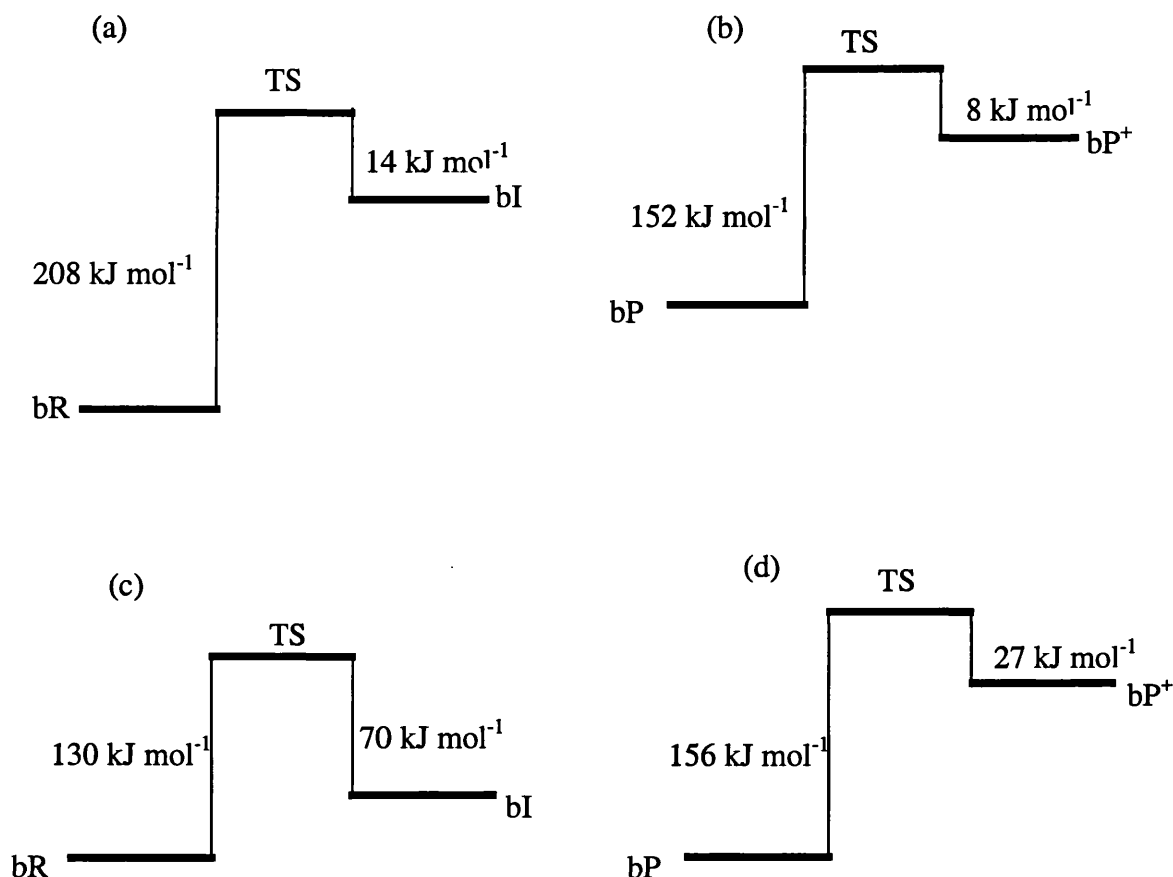 (a)
TS
14 kJ mol⁻¹
bI
208 kJ mol⁻¹
bR
(b)
TS
8 kJ mol⁻¹
bP⁺
152 kJ mol⁻¹
bP
(c)
TS
130 kJ mol⁻¹
70 kJ mol⁻¹
bI
bR
(d)
TS
27 kJ mol⁻¹
bP⁺
156 kJ mol⁻¹
bP